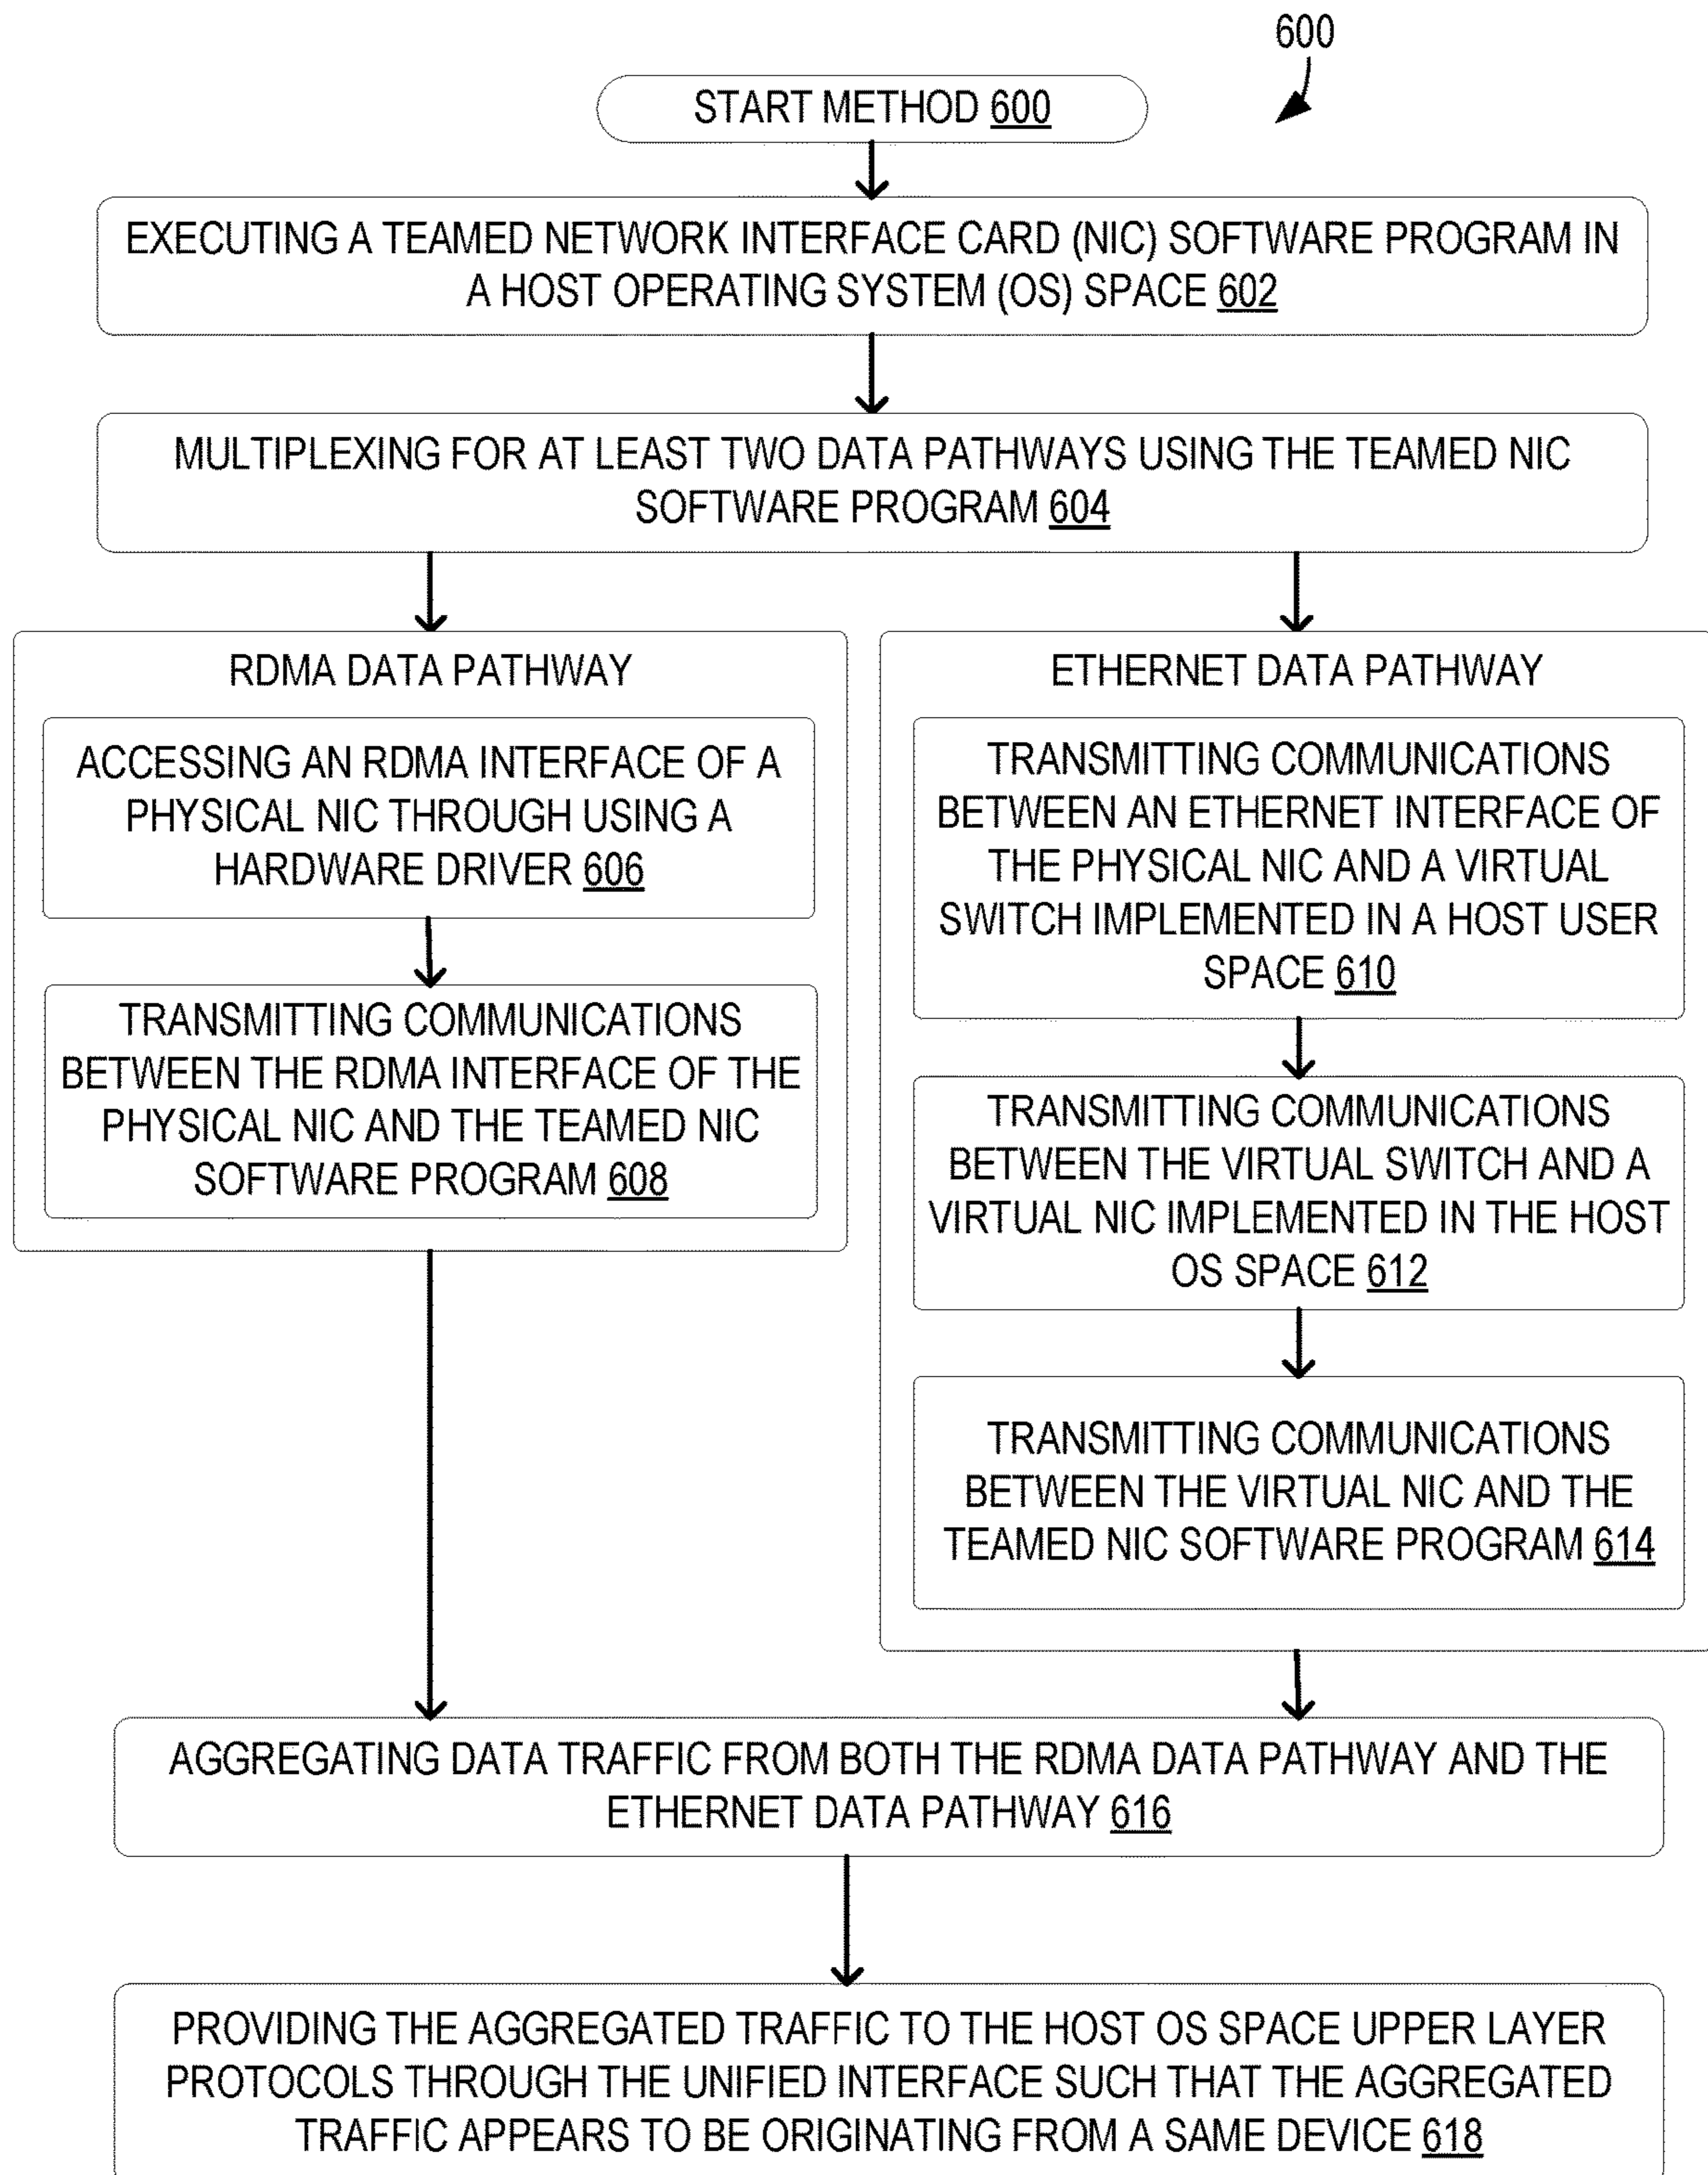 600
START METHOD 600
EXECUTING A TEAMED NETWORK INTERFACE CARD (NIC) SOFTWARE PROGRAM IN
A HOST OPERATING SYSTEM (OS) SPACE 602
MULTIPLEXING FOR AT LEAST TWO DATA PATHWAYS USING THE TEAMED NIC
SOFTWARE PROGRAM 604
RDMA DATA PATHWAY
ACCESSING AN RDMA INTERFACE OF A
PHYSICAL NIC THROUGH USING A
HARDWARE DRIVER 606
TRANSMITTING COMMUNICATIONS
BETWEEN THE RDMA INTERFACE OF THE
PHYSICAL NIC AND THE TEAMED NIC
SOFTWARE PROGRAM 608
ETHERNET DATA PATHWAY
TRANSMITTING COMMUNICATIONS
BETWEEN AN ETHERNET INTERFACE OF
THE PHYSICAL NIC AND A VIRTUAL
SWITCH IMPLEMENTED IN A HOST USER
SPACE 610
TRANSMITTING COMMUNICATIONS
BETWEEN THE VIRTUAL SWITCH AND A
VIRTUAL NIC IMPLEMENTED IN THE HOST
OS SPACE 612
TRANSMITTING COMMUNICATIONS
BETWEEN THE VIRTUAL NIC AND THE
TEAMED NIC SOFTWARE PROGRAM 614
AGGREGATING DATA TRAFFIC FROM BOTH THE RDMA DATA PATHWAY AND THE
ETHERNET DATA PATHWAY 616
PROVIDING THE AGGREGATED TRAFFIC TO THE HOST OS SPACE UPPER LAYER
PROTOCOLS THROUGH THE UNIFIED INTERFACE SUCH THAT THE AGGREGATED
TRAFFIC APPEARS TO BE ORIGINATING FROM A SAME DEVICE 618